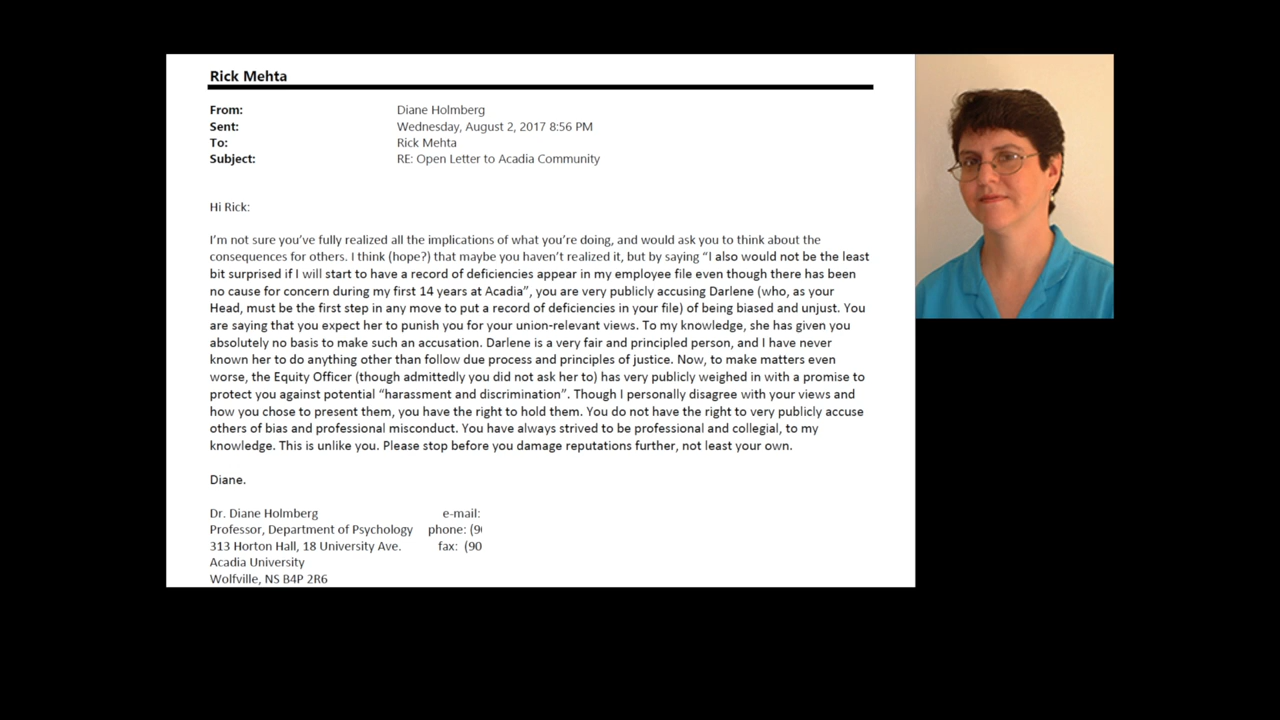 Rick Mehta
From: Diane Holmberg
Sent: Wednesday, August 2, 2017 8:56 PM
To: Rick Mehta
Subject: RE: Open Letter to Acadia Community
Hi Rick:
I'm not sure you've fully realized all the implications of what you're doing, and would ask you to think about the
consequences for others. I think (hope?) that maybe you haven't realized it, but by saying “I also would not be the least
bit surprised if I will start to have a record of deficiencies appear in my employee file even though there has been
no cause for concern during my first 14 years at Acadia”, you are very publicly accusing Darlene (who, as your
Head, must be the first step in any move to put a record of deficiencies in your file) of being biased and unjust. You
are saying that you expect her to punish you for your union-relevant views. To my knowledge, she has given you
absolutely no basis to make such an accusation. Darlene is a very fair and principled person, and I have never
known her to do anything other than follow due process and principles of justice. Now, to make matters even
worse, the Equity Officer (though admittedly you did not ask her to) has very publicly weighed in with a promise to
protect you against potential “harassment and discrimination”. Though I personally disagree with your views and
how you chose to present them, you have the right to hold them. You do not have the right to very publicly accuse
others of bias and professional misconduct. You have always strived to be professional and collegial, to my
knowledge. This is unlike you. Please stop before you damage reputations further, not least your own.
Diane.
Dr. Diane Holmberg e-mail:
Professor, Department of Psychology phone: (90
313 Horton Hall, 18 University Ave. fax: (90
Acadia University
Wolfville, NS B4P 2R6